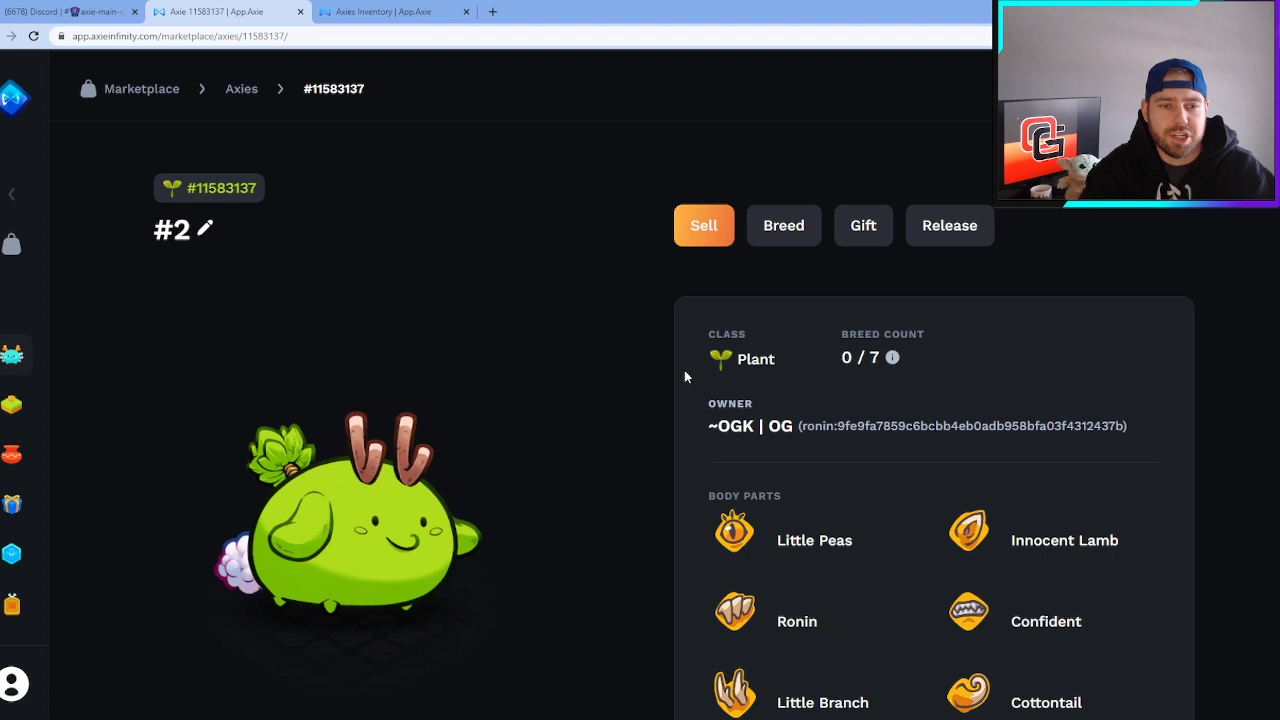 (6678) Discord | #axie-main-c
Axie 11583137 | App.Axie
Axies Inventory | App.Axie
app.axieinfinity.com/marketplace/axies/11583137/
Marketplace > Axies > #11583137
#11583137
#2
Sell Breed Gift Release
CLASS BREED COUNT
Plant 0 / 7
OWNER
~OGK | OG (ronin:9fe9fa7859c6bcbb4eb0adb958bfa03f4312437b)
BODY PARTS
Little Peas Innocent Lamb
Ronin Confident
Little Branch Cottontail